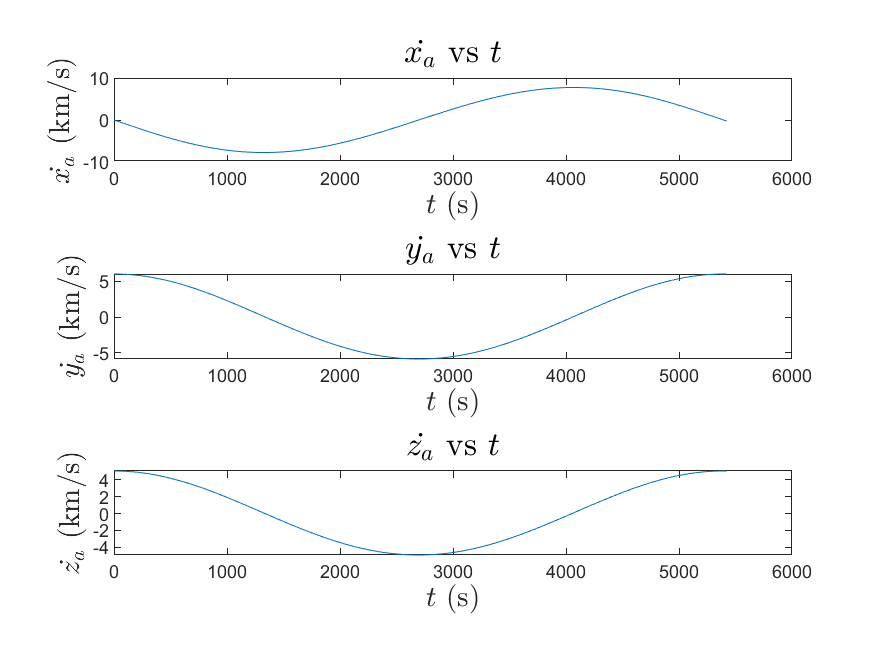 ẋₐ vs t
ẋₐ (km/s)
10
0
-10
0 1000 2000 3000 4000 5000 6000
t (s)
ẏₐ vs t
ẏₐ (km/s)
5
0
-5
0 1000 2000 3000 4000 5000 6000
t (s)
żₐ vs t
żₐ (km/s)
4
2
0
-2
-4
0 1000 2000 3000 4000 5000 6000
t (s)